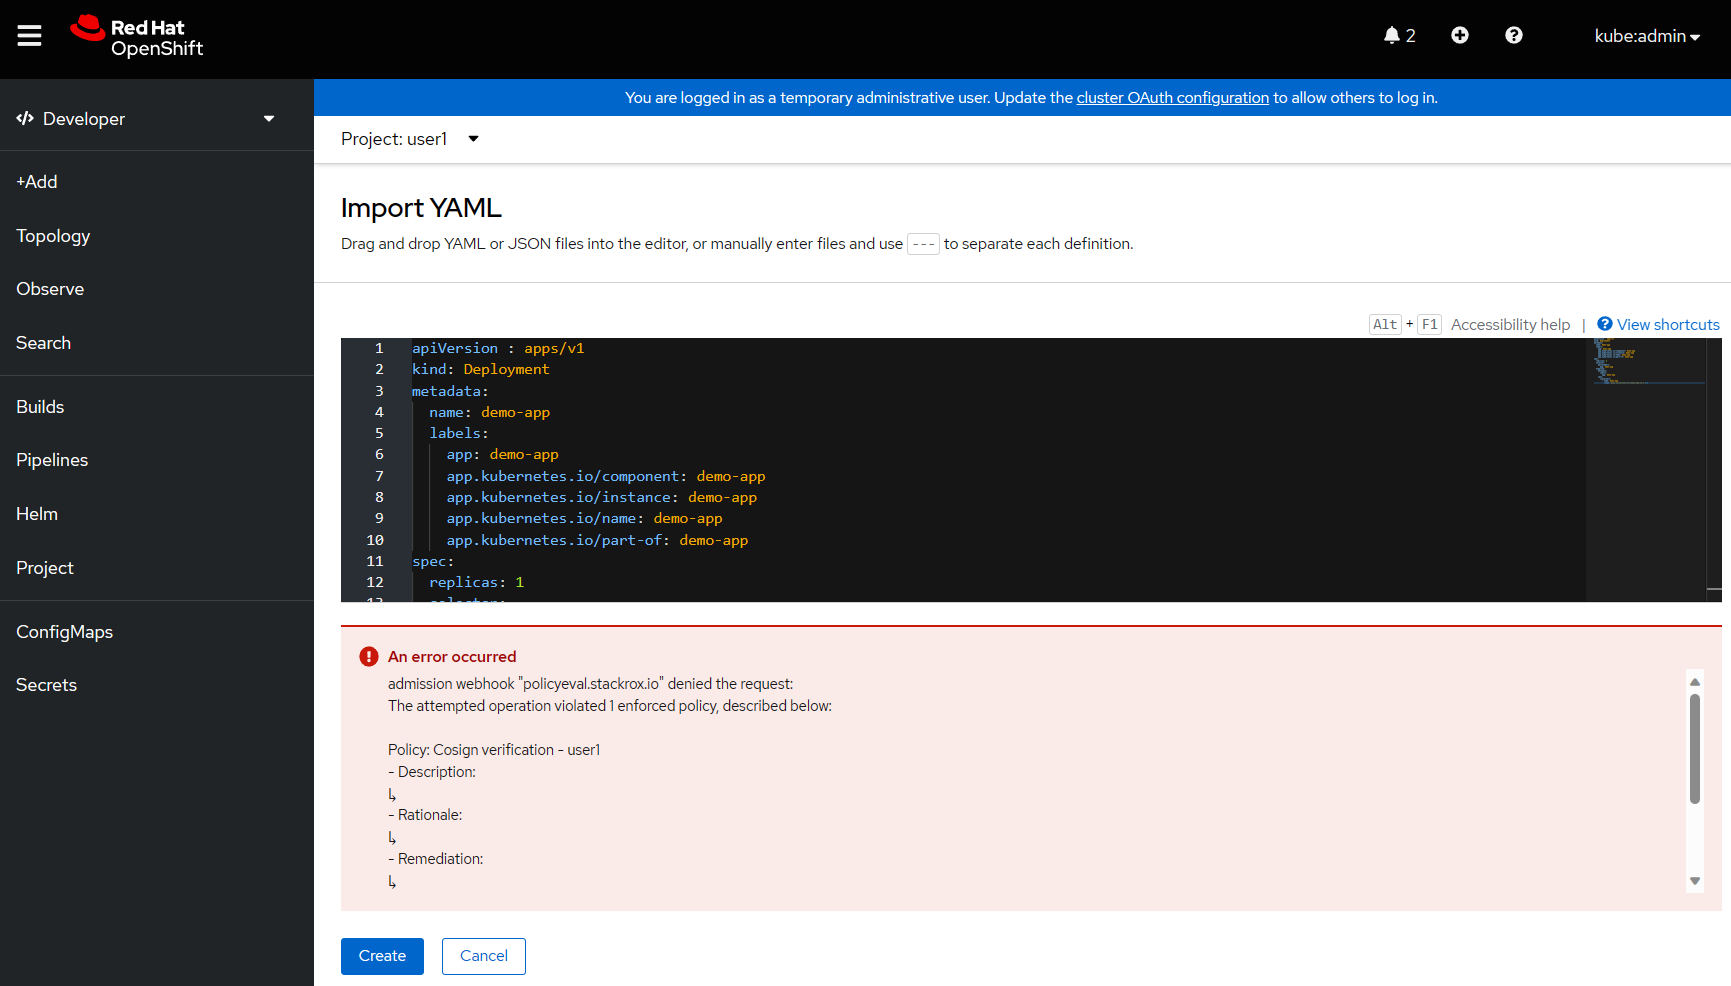 Red Hat
OpenShift
2
kube:admin
Developer
You are logged in as a temporary administrative user. Update the cluster OAuth configuration to allow others to log in.
Project: user1
+Add
Topology
Observe
Search
Builds
Pipelines
Helm
Project
ConfigMaps
Secrets
Import YAML
Drag and drop YAML or JSON files into the editor, or manually enter files and use --- to separate each definition.
Alt + F1 Accessibility help | View shortcuts
1 apiVersion : apps/v1
2 kind: Deployment
3 metadata:
4 name: demo-app
5 labels:
6 app: demo-app
7 app.kubernetes.io/component: demo-app
8 app.kubernetes.io/instance: demo-app
9 app.kubernetes.io/name: demo-app
10 app.kubernetes.io/part-of: demo-app
11 spec:
12 replicas: 1
An error occurred
admission webhook "policyeval.stackrox.io" denied the request:
The attempted operation violated 1 enforced policy, described below:
Policy: Cosign verification - user1
- Description:
↳
- Rationale:
↳
- Remediation:
↳
Create
Cancel